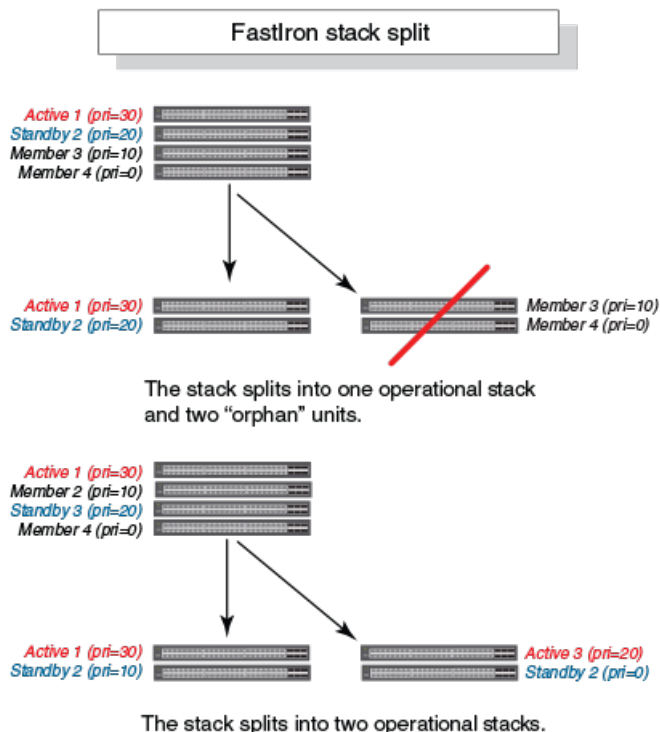 FastIron stack split
Active 1 (pri=30)
Standby 2 (pri=20)
Member 3 (pri=10)
Member 4 (pri=0)
Active 1 (pri=30)
Standby 2 (pri=20)
Member 3 (pri=10)
Member 4 (pri=0)
The stack splits into one operational stack
and two “orphan” units.
Active 1 (pri=30)
Member 2 (pri=10)
Standby 3 (pri=20)
Member 4 (pri=0)
Active 1 (pri=30)
Standby 2 (pri=10)
Active 3 (pri=20)
Standby 2 (pri=0)
The stack splits into two operational stacks.